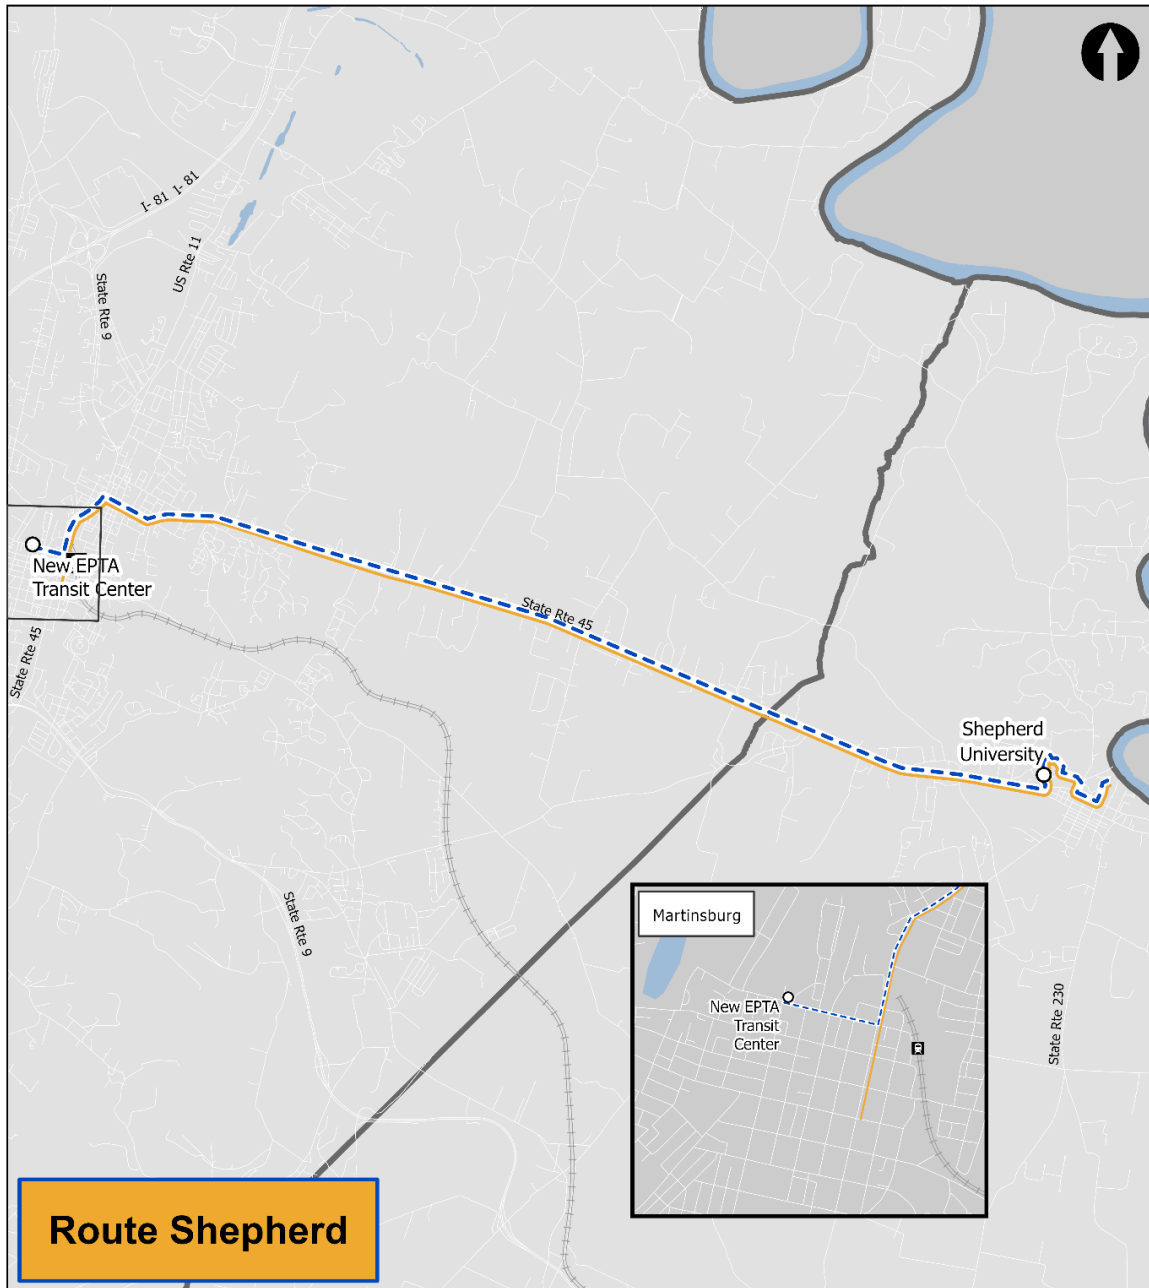 I- 81 I- 81
US Rte 11
State Rte 9
New EPTA
Transit Center
State Rte 45
State Rte 45
Shepherd
University
State Rte 9
Martinsburg
New EPTA
Transit
Center
State Rte 230
Route Shepherd